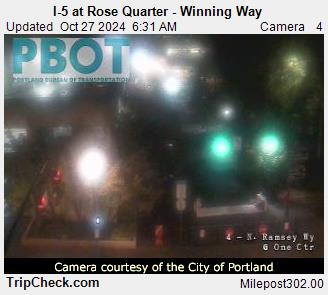 I-5 at Rose Quarter - Winning Way
Updated Oct 27 2024 6:31 AM Camera 4
PBOT
PORTLAND BUREAU OF TRANSPORTATION
4 - N. Ramsey Wy
@ One Ctr
Camera courtesy of the City of Portland
TripCheck.com Milepost302.00